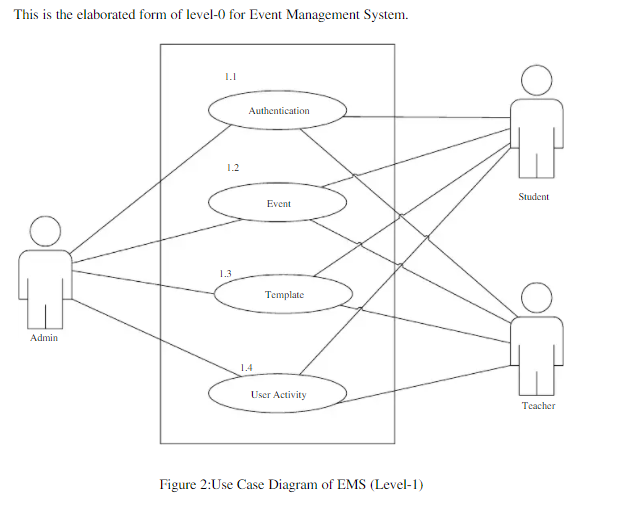 This is the elaborated form of level-0 for Event Management System.
1.1
Authentication
1.2
Event
Student
1.3
Template
Admin
1.4
User Activity
Teacher
Figure 2:Use Case Diagram of EMS (Level-1)